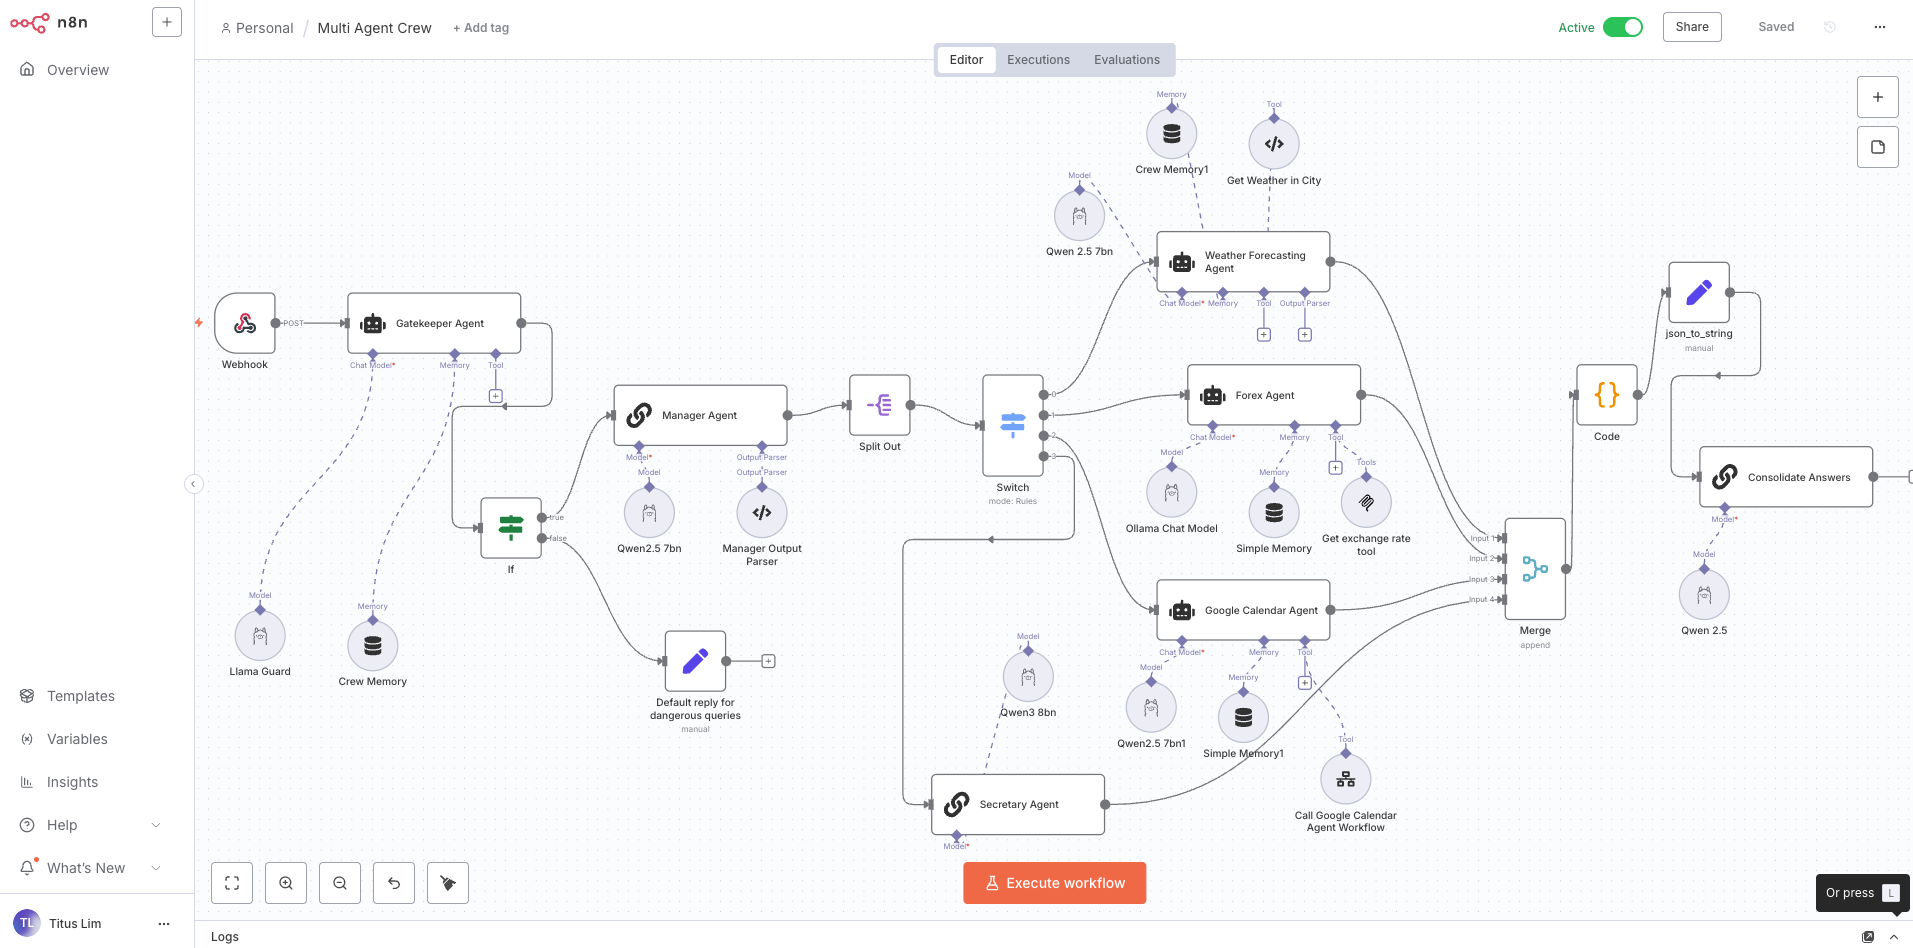 n8n
+
Overview
Templates
Variables
Insights
Help
What's New
TL
Titus Lim
Personal / Multi Agent Crew + Add tag
Active
Share
Saved
Editor
Executions
Evaluations
Webhook
POST
Gatekeeper Agent
Chat Model*
Memory
Tool
Model
Llama Guard
Memory
Crew Memory
If
true
false
Manager Agent
Model*
Output Parser
Model
Qwen2.5 7bn
Output Parser
Manager Output
Parser
Default reply for
dangerous queries
manual
Split Out
Switch
mode: Rules
0
1
2
3
Memory
Crew Memory1
Tool
Get Weather in City
Model
Qwen 2.5 7bn
Weather Forecasting
Agent
Chat Model*
Memory
Tool
Output Parser
Forex Agent
Chat Model*
Memory
Tool
Model
Ollama Chat Model
Memory
Simple Memory
Tools
Get exchange rate
tool
Google Calendar Agent
Chat Model*
Memory
Tool
Model
Qwen3 8bn
Model
Qwen2.5 7bn1
Memory
Simple Memory1
Tool
Call Google Calendar
Agent Workflow
Secretary Agent
Model*
Input 1
Input 2
Input 3
Input 4
Merge
append
Code
json_to_string
manual
Consolidate Answers
Model*
Model
Qwen 2.5
Execute workflow
Or press L
Logs